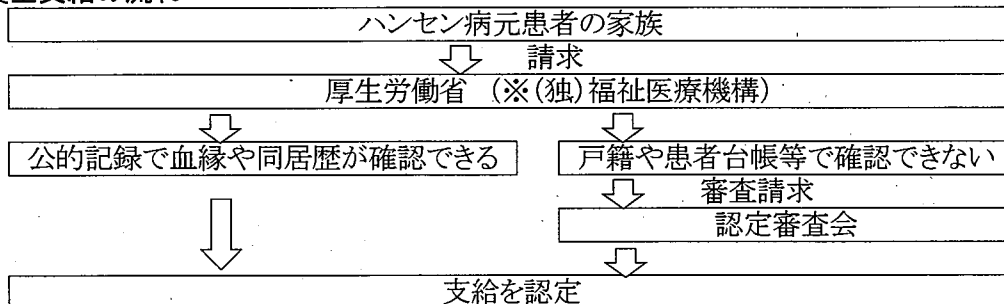 ハンセン病元患者の家族
請求
厚生労働省 (※(独)福祉医療機構)
公的記録で血縁や同居歴が確認できる
戸籍や患者台帳等で確認できない
審査請求
認定審査会
支給を認定